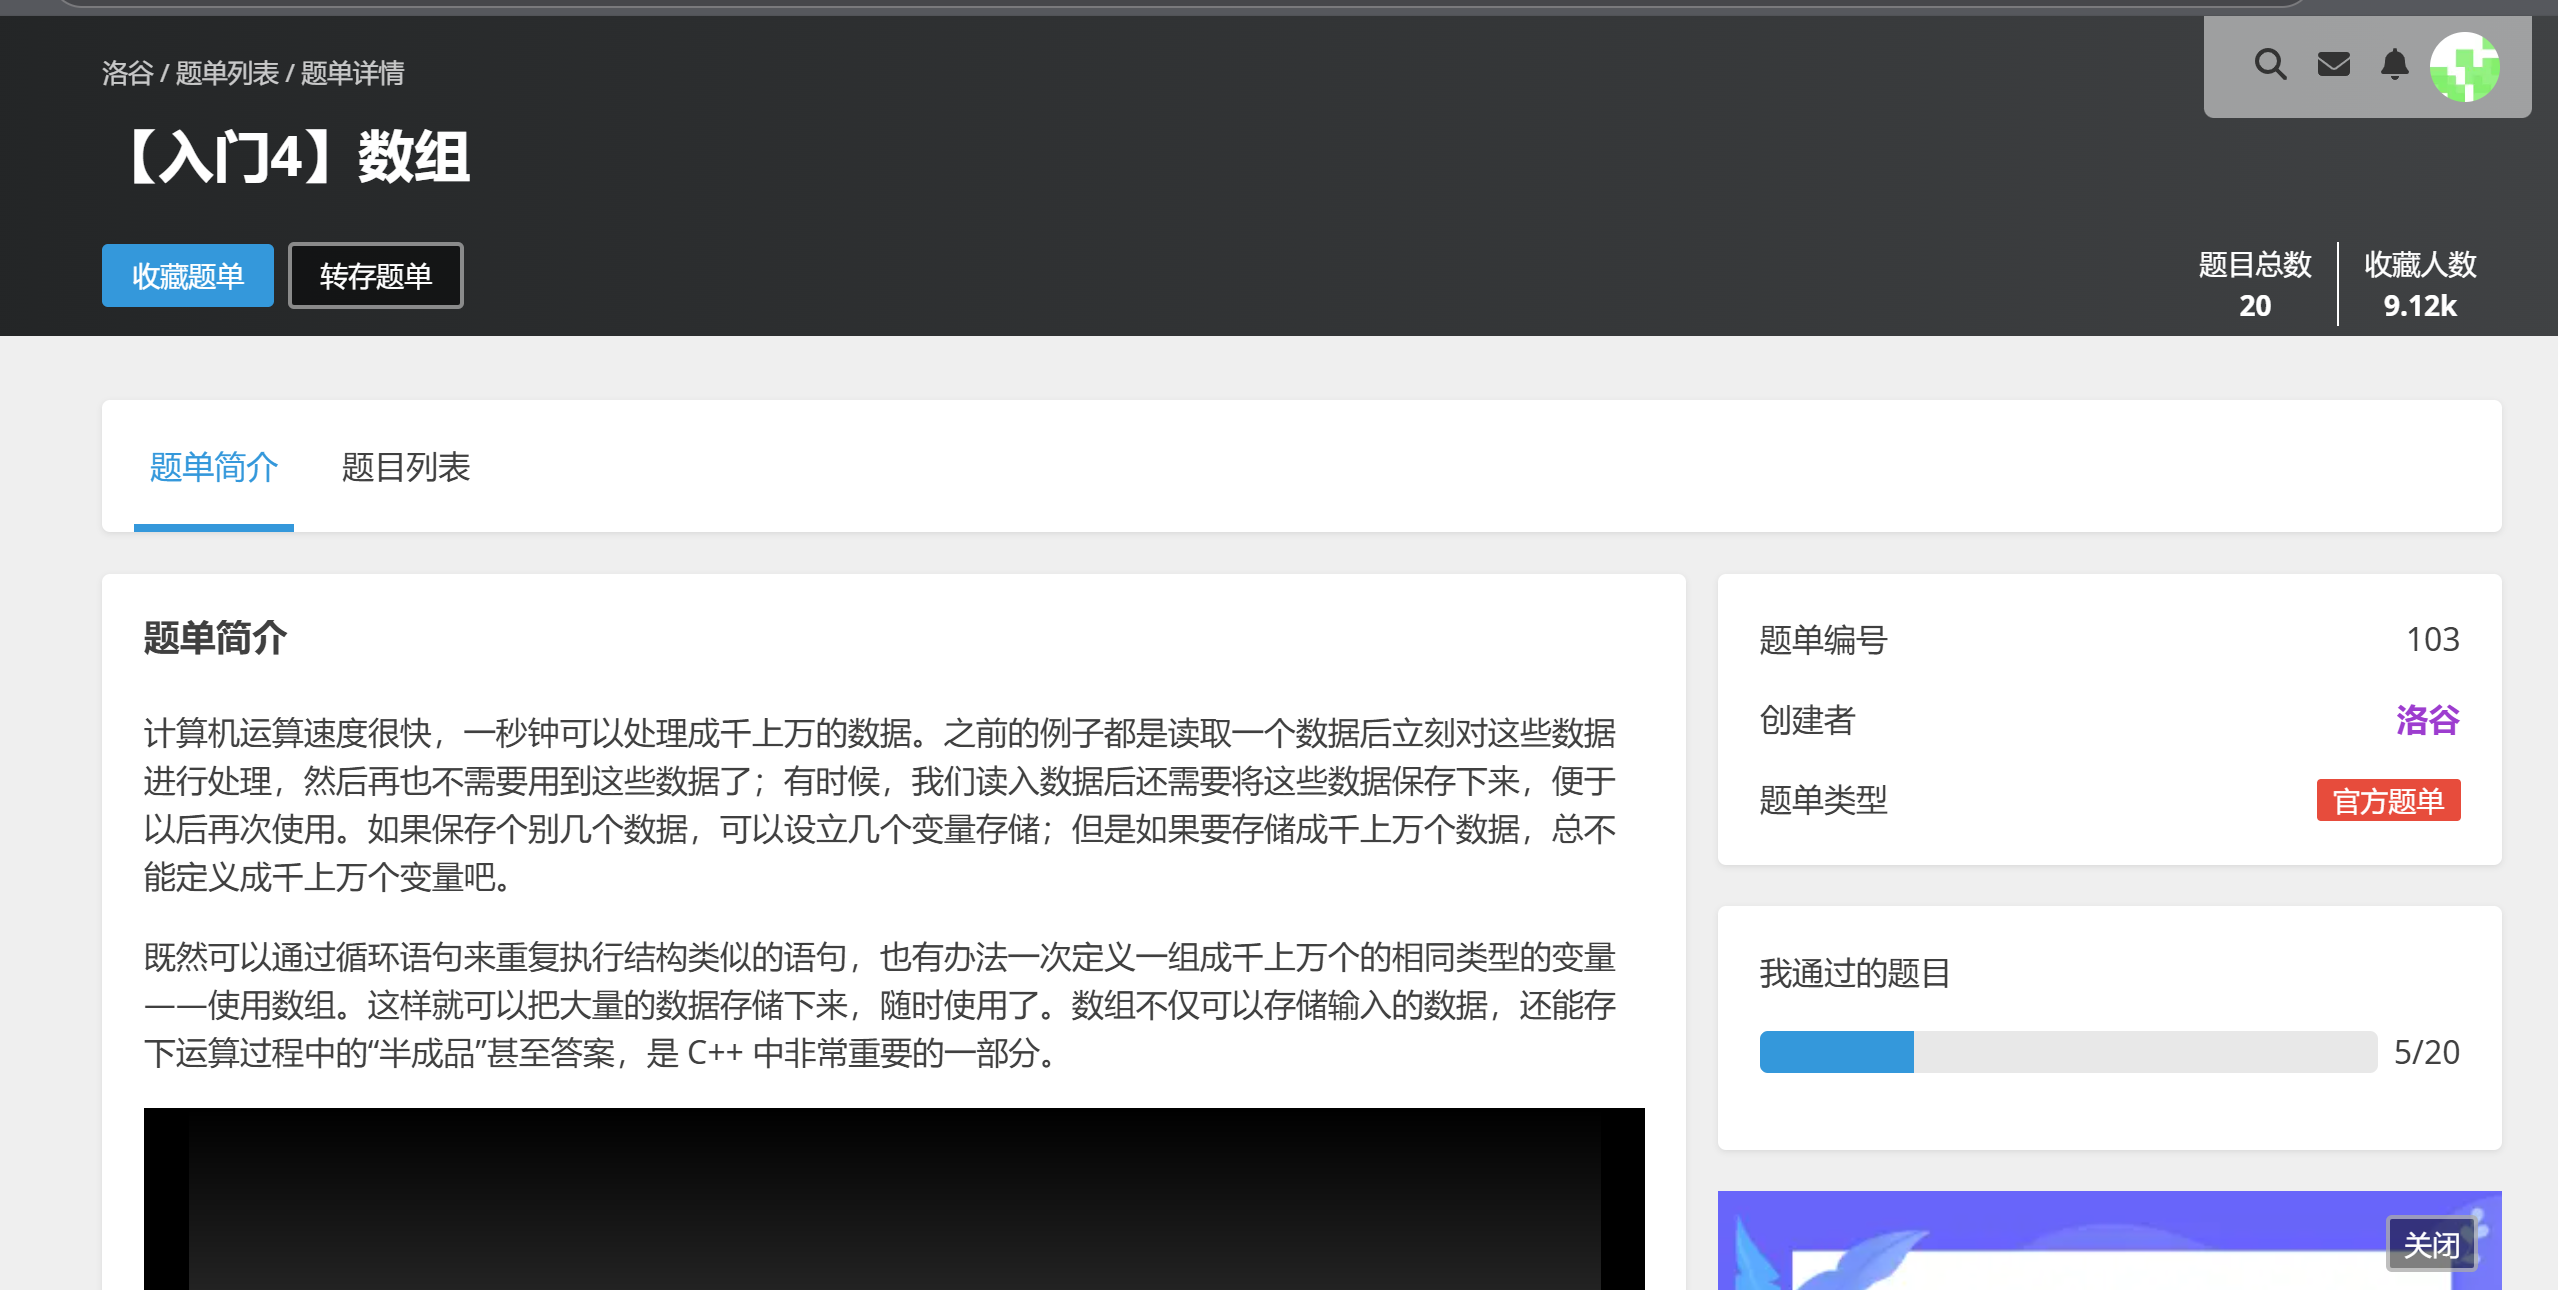 洛谷 / 题单列表 / 题单详情
【入门4】数组
收藏题单
转存题单
题目总数
20
收藏人数
9.12k
题单简介
题目列表
题单简介
计算机运算速度很快，一秒钟可以处理成千上万的数据。之前的例子都是读取一个数据后立刻对这些数据
进行处理，然后再也不需要用到这些数据了；有时候，我们读入数据后还需要将这些数据保存下来，便于
以后再次使用。如果保存个别几个数据，可以设立几个变量存储；但是如果要存储成千上万个数据，总不
能定义成千上万个变量吧。
既然可以通过循环语句来重复执行结构类似的语句，也有办法一次定义一组成千上万个的相同类型的变量
——使用数组。这样就可以把大量的数据存储下来，随时使用了。数组不仅可以存储输入的数据，还能存
下运算过程中的“半成品”甚至答案，是 C++ 中非常重要的一部分。
题单编号
103
创建者
洛谷
题单类型
官方题单
我通过的题目
5/20
关闭